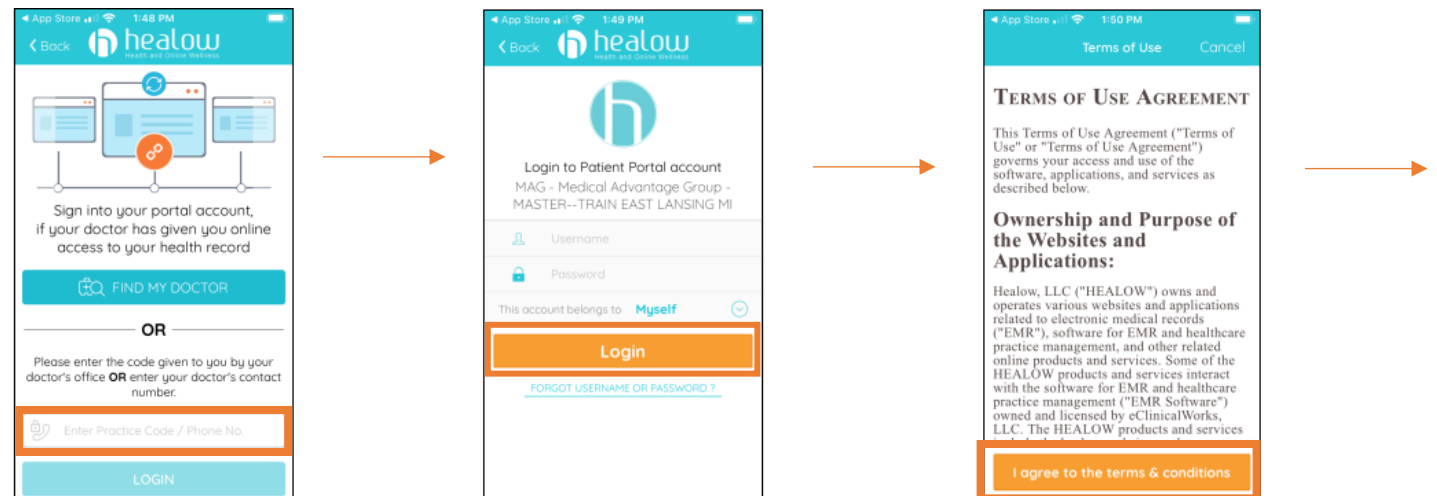 App Store 1:48 PM
Back
healow
Health and Online Wellness
Sign into your portal account,
if your doctor has given you online
access to your health record
FIND MY DOCTOR
OR
Please enter the code given to you by your
doctor's office OR enter your doctor's contact
number.
Enter Practice Code / Phone No.
LOGIN
App Store 1:49 PM
Back
healow
Health and Online Wellness
Login to Patient Portal account
MAG - Medical Advantage Group -
MASTER--TRAIN EAST LANSING MI
Username
Password
This account belongs to Myself
Login
FORGOT USERNAME OR PASSWORD ?
App Store 1:50 PM
Terms of Use Cancel
TERMS OF USE AGREEMENT
This Terms of Use Agreement ("Terms of
Use" or "Terms of Use Agreement")
governs your access and use of the
software, applications, and services as
described below.
Ownership and Purpose of
the Websites and
Applications:
Healow, LLC ("HEALOW") owns and
operates various websites and applications
related to electronic medical records
("EMR"), software for EMR and healthcare
practice management, and other related
online products and services. Some of the
HEALOW products and services interact
with the software for EMR and healthcare
practice management ("EMR Software")
owned and licensed by eClinicalWorks,
LLC. The HEALOW products and services
I agree to the terms & conditions